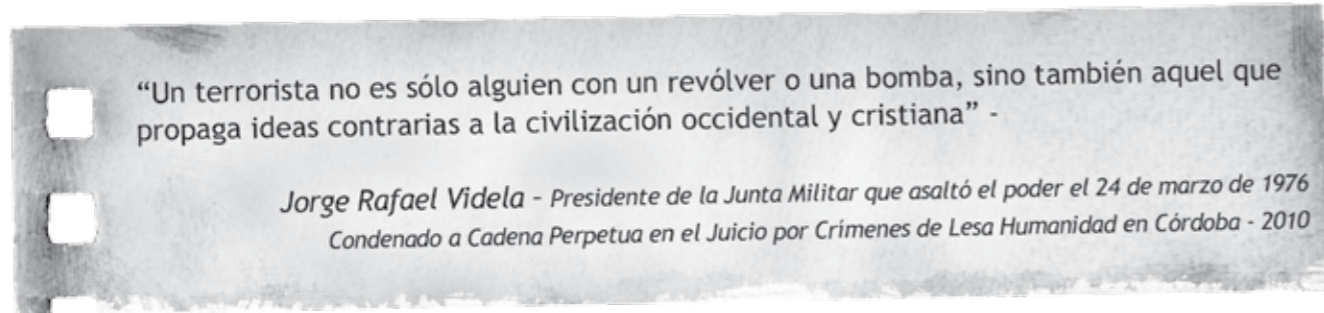 “Un terrorista no es sólo alguien con un revólver o una bomba, sino también aquel que
propaga ideas contrarias a la civilización occidental y cristiana” -
Jorge Rafael Videla - Presidente de la Junta Militar que asaltó el poder el 24 de marzo de 1976
Condenado a Cadena Perpetua en el Juicio por Crímenes de Lesa Humanidad en Córdoba - 2010